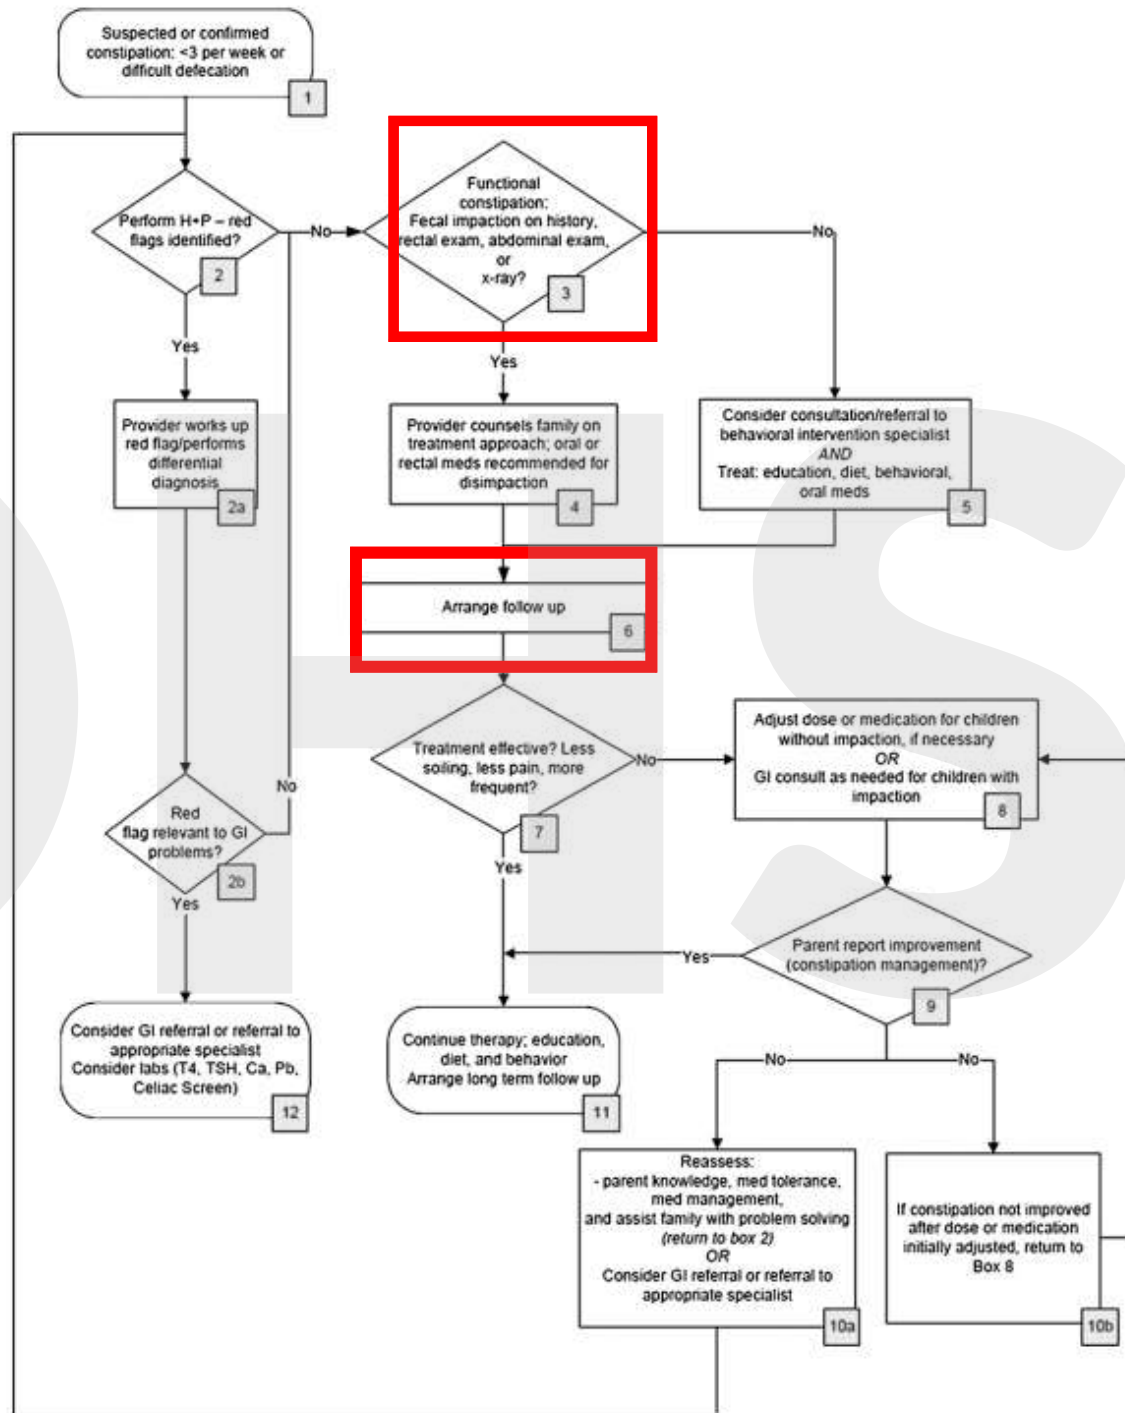 Suspected or confirmed
constipation: <3 per week or
difficult defecation
1
Perform H+P – red
flags identified?
2
No
Functional
constipation:
Fecal impaction on history,
rectal exam, abdominal exam,
or
x-ray?
3
No
Yes
Yes
Provider works up
red flag/performs
differential
diagnosis
2a
Provider counsels family on
treatment approach; oral or
rectal meds recommended for
disimpaction
4
Consider consultation/referral to
behavioral intervention specialist
AND
Treat: education, diet, behavioral,
oral meds
5
Arrange follow up
6
Treatment effective? Less
soiling, less pain, more
frequent?
7
No
Adjust dose or medication for children
without impaction, if necessary
OR
GI consult as needed for children with
impaction
8
No
Red
flag relevant to GI
problems?
2b
Yes
Yes
Parent report improvement
(constipation management)?
9
Yes
Consider GI referral or referral to
appropriate specialist
Consider labs (T4, TSH, Ca, Pb,
Celiac Screen)
12
Continue therapy; education,
diet, and behavior
Arrange long term follow up
11
No
No
Reassess:
- parent knowledge, med tolerance,
med management,
and assist family with problem solving
(return to box 2)
OR
Consider GI referral or referral to
appropriate specialist
10a
If constipation not improved
after dose or medication
initially adjusted, return to
Box 8
10b